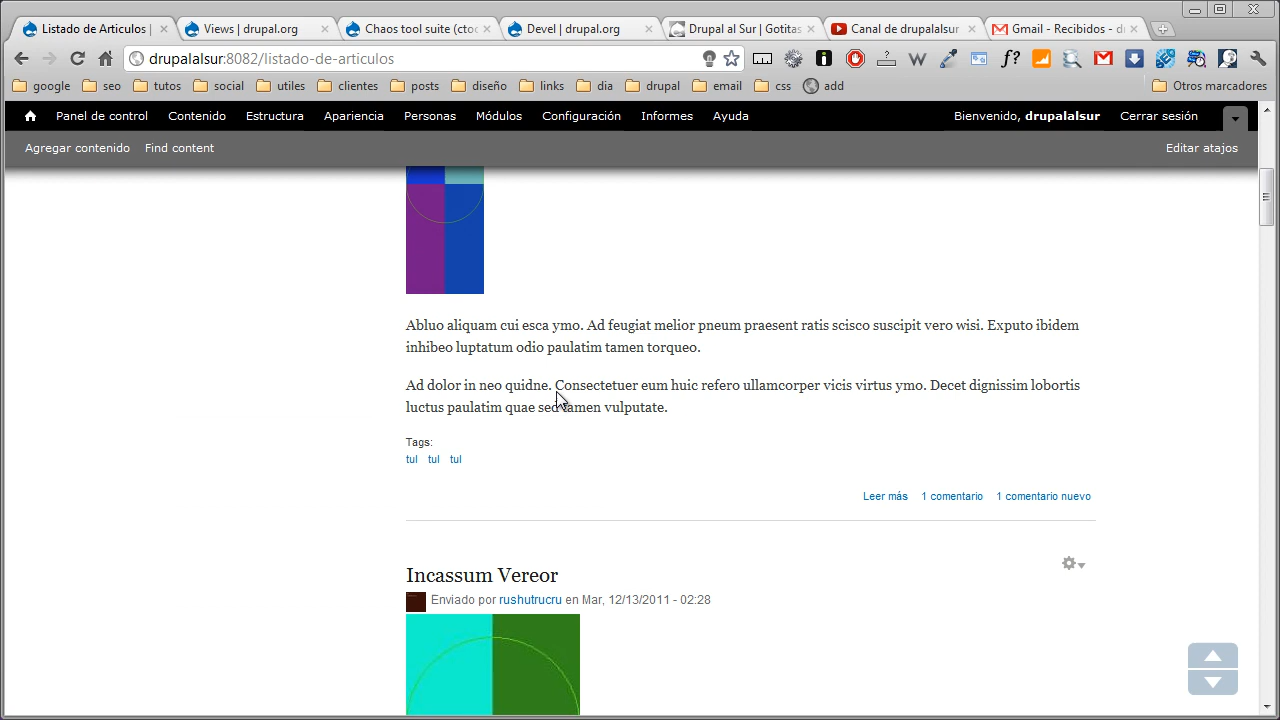 Listado de Articulos |
Views | drupal.org
Chaos tool suite (ctoc
Devel | drupal.org
Drupal al Sur | Gotitas
Canal de drupalalsur
Gmail - Recibidos - d
drupalalsur:8082/listado-de-articlos
google
seo
tutos
social
utiles
clientes
posts
diseño
links
dia
drupal
email
css
add
Otros marcadores
Panel de control
Contenido
Estructura
Apariencia
Personas
Módulos
Configuración
Informes
Ayuda
Bienvenido, drupalalsur
Cerrar sesión
Agregar contenido
Find content
Editar atajos
Abluo aliquam cui esca ymo. Ad feugiat melior pneum praesent ratis scisco suscipit vero wisi. Exputo ibidem
inhibeo luptatum odio paulatim tamen torqueo.
Ad dolor in neo quidne. Consectetuer eum huic refero ullamcorper vicis virtus ymo. Decet dignissim lobortis
luctus paulatim quae sed tamen vulputate.
Tags:
tul tul tul
Leer más 1 comentario 1 comentario nuevo
Incassum Vereor
Enviado por rushutrucru en Mar, 12/13/2011 - 02:28